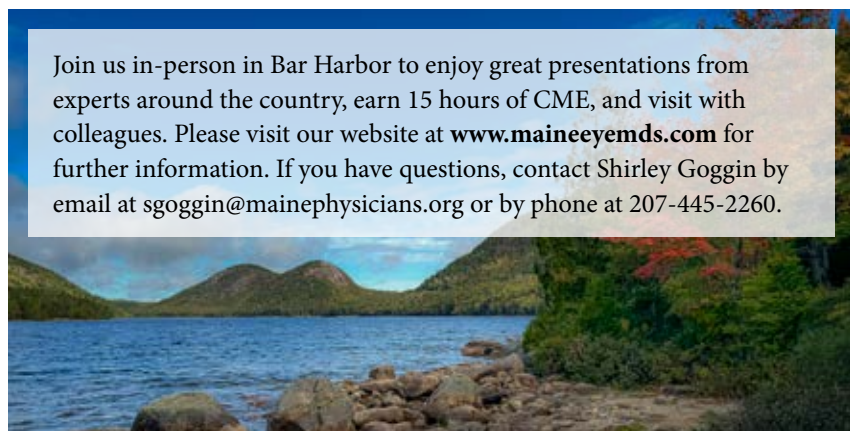 Join us in-person in Bar Harbor to enjoy great presentations from
experts around the country, earn 15 hours of CME, and visit with
colleagues. Please visit our website at www.maineeyemds.com for
further information. If you have questions, contact Shirley Goggin by
email at sgoggin@mainephysicians.org or by phone at 207-445-2260.